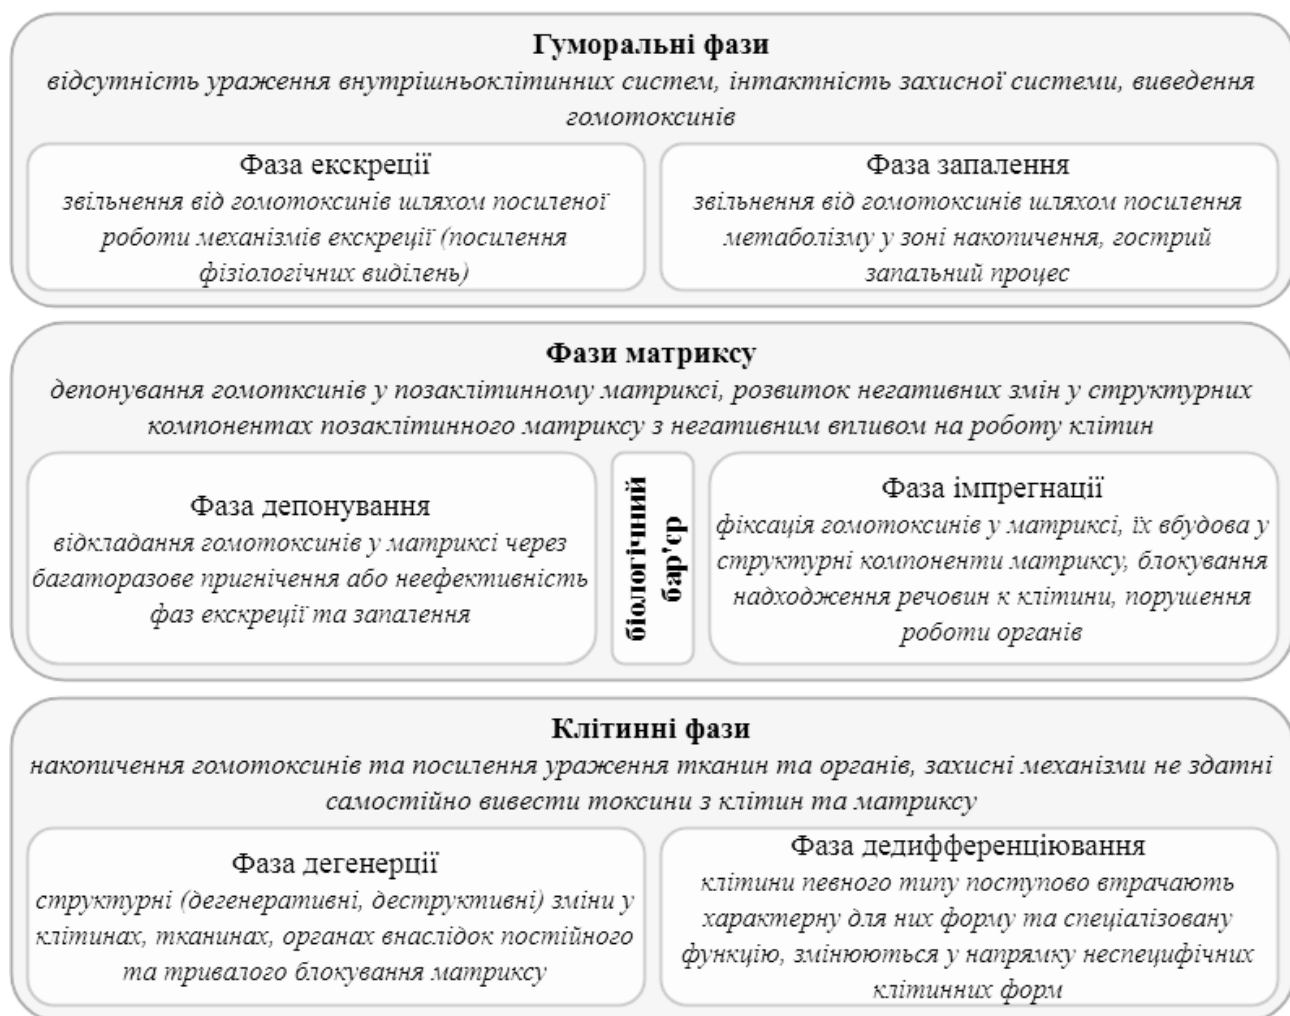 Гуморальні фази
відсутність ураження внутрішньоклітинних систем, інтактність захисної системи, виведення
гомотоксинів
Фаза екскреції
звільнення від гомотоксинів шляхом посиленої
роботи механізмів екскреції (посилення
фізіологічних виділень)
Фаза запалення
звільнення від гомотоксинів шляхом посилення
метаболізму у зоні накопичення, гострий
запальний процес
Фази матриксу
депонування гомотксинів у позаклітинному матриксі, розвиток негативних змін у структурних
компонентах позаклітинного матриксу з негативним впливом на роботу клітин
Фаза депонування
відкладання гомотоксинів у матриксі через
багаторазове пригнічення або неефективність
фаз екскреції та запалення
біологічний
бар'єр
Фаза імпрегнації
фіксація гомотоксинів у матриксі, їх вбудова у
структурні компоненти матриксу, блокування
надходження речовин к клітини, порушення
роботи органів
Клітинні фази
накопичення гомотоксинів та посилення ураження тканин та органів, захисні механізми не здатні
самостійно вивести токсини з клітин та матриксу
Фаза дегенерції
структурні (дегенеративні, деструктивні) зміни у
клітинах, тканинах, органах внаслідок постійного
та тривалого блокування матриксу
Фаза дедифференціювання
клітини певного типу поступово втрачають
характерну для них форму та спеціалізовану
функцію, змінюються у напрямку неспецифічних
клітинних форм